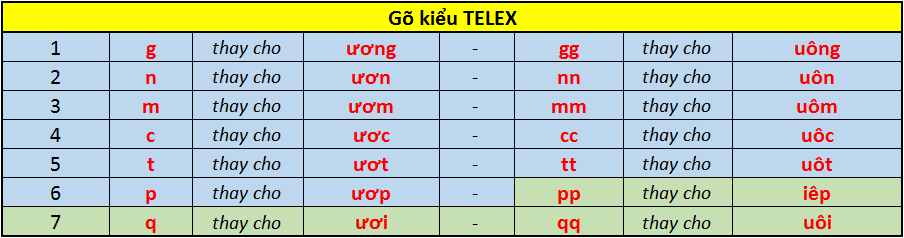 Gõ kiểu TELEX
1 g thay cho ương - gg thay cho uông
2 n thay cho ươn - nn thay cho uôn
3 m thay cho ươm - mm thay cho uôm
4 c thay cho ươc - cc thay cho uôc
5 t thay cho ươt - tt thay cho uôt
6 p thay cho ươp - pp thay cho iêp
7 q thay cho ươi - qq thay cho uôi